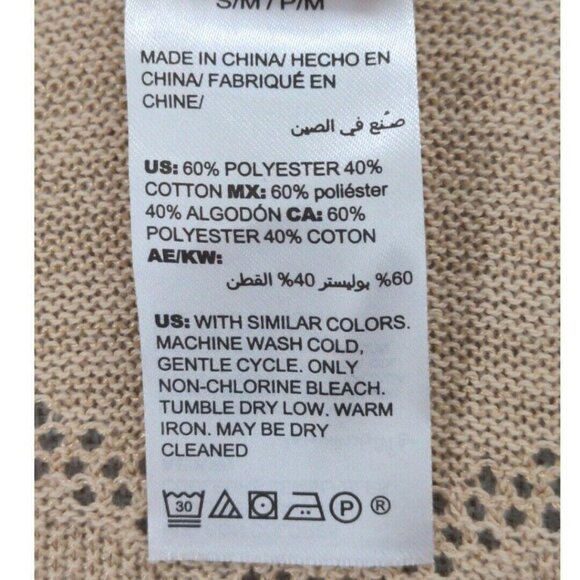 S/M / P/M
MADE IN CHINA/ HECHO EN
CHINA/ FABRIQUÉ EN
CHINE/
صنع في الصين
US: 60% POLYESTER 40%
COTTON MX: 60% poliéster
40% ALGODÓN CA: 60%
POLYESTER 40% COTON
AE/KW:
60% بوليستر 40% القطن
US: WITH SIMILAR COLORS.
MACHINE WASH COLD,
GENTLE CYCLE. ONLY
NON-CHLORINE BLEACH.
TUMBLE DRY LOW. WARM
IRON. MAY BE DRY
CLEANED
30 P ®